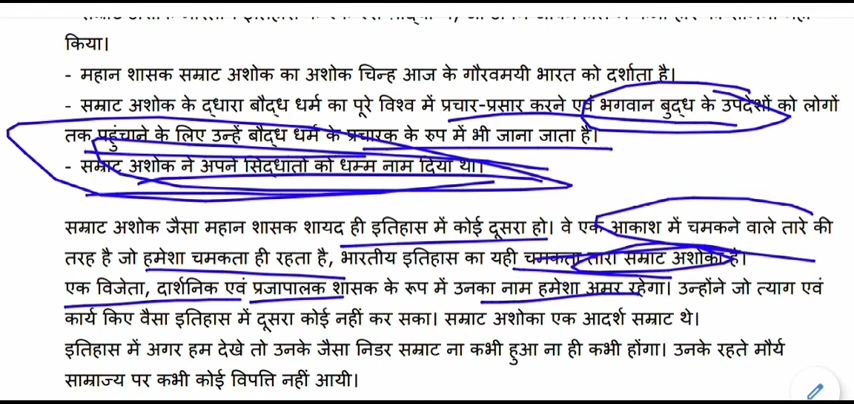 किया।
- महान शासक सम्राट अशोक का अशोक चिन्ह आज के गौरवमयी भारत को दर्शाता है।
- सम्राट अशोक के द्धारा बौद्ध धर्म का पूरे विश्व में प्रचार-प्रसार करने एवं भगवान बुद्ध के उपदेशों को लोगों
तक पहुंचाने के लिए उन्हें बौद्ध धर्म के प्रचारक के रुप में भी जाना जाता है।
- सम्राट अशोक ने अपने सिद्धांतों को धम्म नाम दिया था।
सम्राट अशोक जैसा महान शासक शायद ही इतिहास में कोई दूसरा हो। वे एक आकाश में चमकने वाले तारे की
तरह है जो हमेशा चमकता ही रहता है, भारतीय इतिहास का यही चमकता तारा सम्राट अशोका है।
एक विजेता, दार्शनिक एवं प्रजापालक शासक के रूप में उनका नाम हमेशा अमर रहेगा। उन्होंने जो त्याग एवं
कार्य किए वैसा इतिहास में दूसरा कोई नहीं कर सका। सम्राट अशोका एक आदर्श सम्राट थे।
इतिहास में अगर हम देखे तो उनके जैसा निडर सम्राट ना कभी हुआ ना ही कभी होंगा। उनके रहते मौर्य
साम्राज्य पर कभी कोई विपत्ति नहीं आयी।